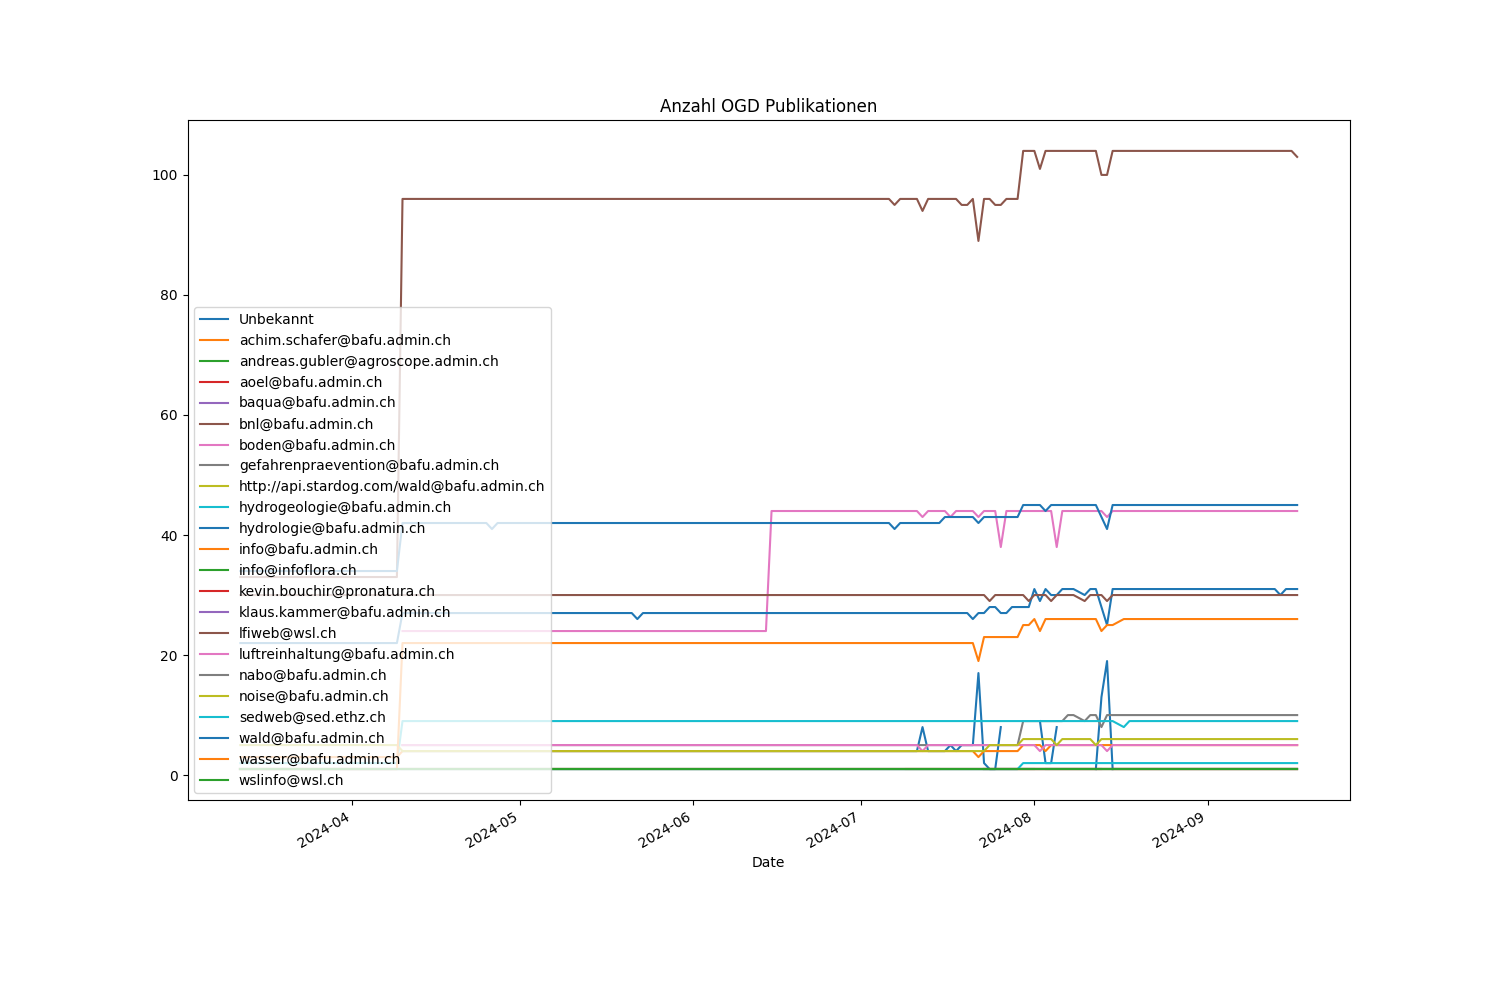 Anzahl OGD Publikationen
100
80
60
40
20
0
Unbekannt
achim.schafer@bafu.admin.ch
andreas.gubler@agroscope.admin.ch
aoel@bafu.admin.ch
baqua@bafu.admin.ch
bnl@bafu.admin.ch
boden@bafu.admin.ch
gefahrenpraevention@bafu.admin.ch
http://api.stardog.com/wald@bafu.admin.ch
hydrogeologie@bafu.admin.ch
hydrologie@bafu.admin.ch
info@bafu.admin.ch
info@infoflora.ch
kevin.bouchir@pronatura.ch
klaus.kammer@bafu.admin.ch
lfiweb@wsl.ch
luftreinhaltung@bafu.admin.ch
nabo@bafu.admin.ch
noise@bafu.admin.ch
sedweb@sed.ethz.ch
wald@bafu.admin.ch
wasser@bafu.admin.ch
wslinfo@wsl.ch
2024-04
2024-05
2024-06
2024-07
2024-08
2024-09
Date